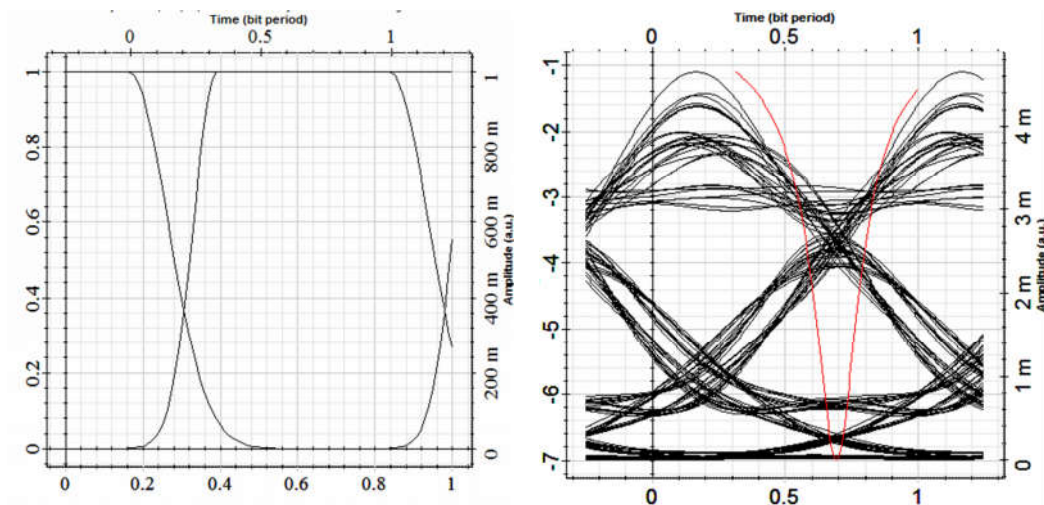 Time (bit period)
0 0.5 1
1
0.8
0.6
0.4
0.2
0
1
800 m
600 m
400 m
200 m
0
Amplitude (a.u.)
0 0.2 0.4 0.6 0.8 1
Time (bit period)
0 0.5 1
-1
-2
-3
-4
-5
-6
-7
4 m
3 m
2 m
1 m
0
Amplitude (a.u.)
0 0.5 1